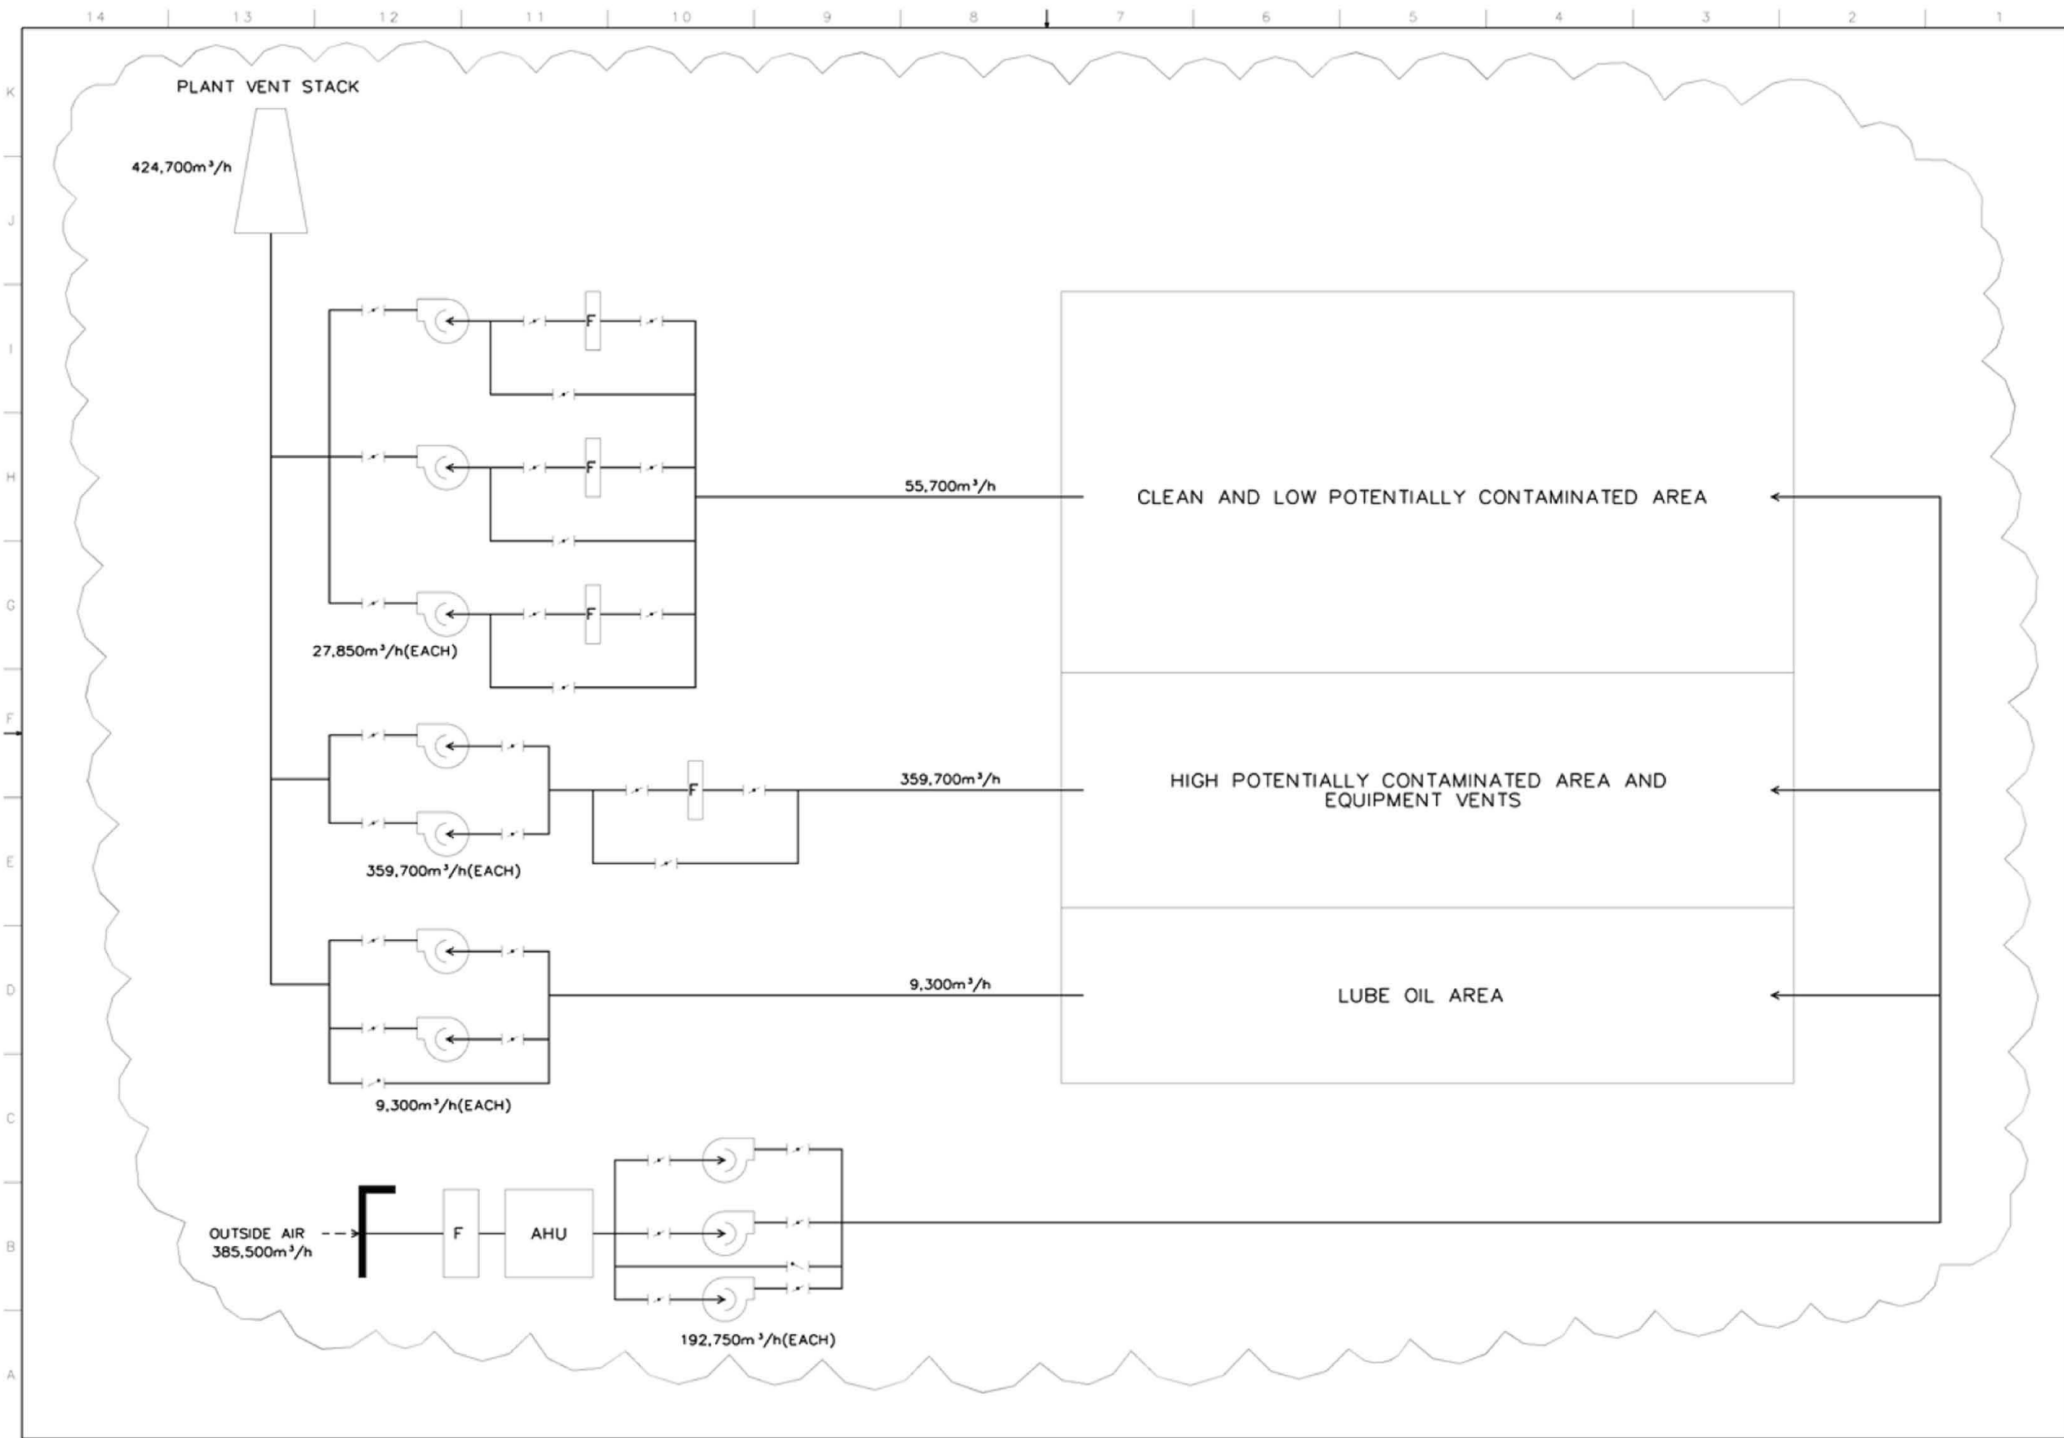 14 13 12 11 10 9 8 7 6 5 4 3 2 1
K
J
I
H
G
F
E
D
C
B
A
PLANT VENT STACK
424,700m³/h
F
F
F
27,850m³/h(EACH)
55,700m³/h
CLEAN AND LOW POTENTIALLY CONTAMINATED AREA
F
359,700m³/h(EACH)
359,700m³/h
HIGH POTENTIALLY CONTAMINATED AREA AND
EQUIPMENT VENTS
9,300m³/h
LUBE OIL AREA
9,300m³/h(EACH)
OUTSIDE AIR
385,500m³/h
F
AHU
192,750m³/h(EACH)